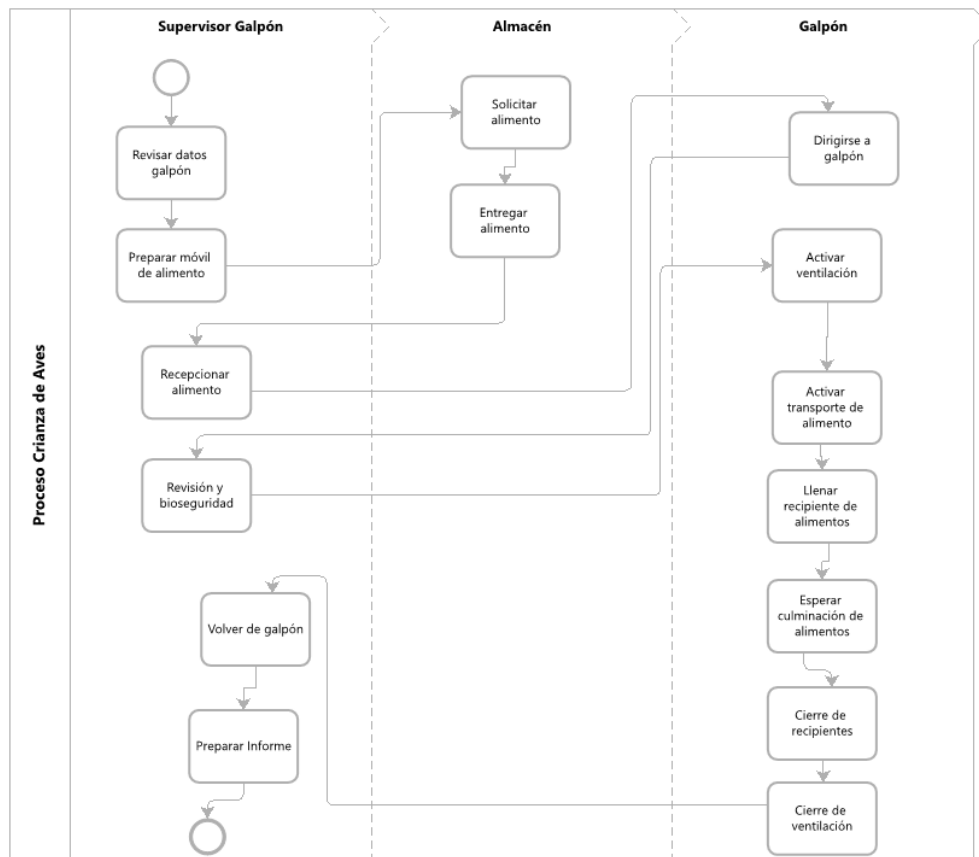 Supervisor Galpón
Almacén
Galpón
Proceso Crianza de Aves
Revisar datos
galpón
Preparar móvil
de alimento
Solicitar
alimento
Entregar
alimento
Recepcionar
alimento
Dirigirse a
galpón
Revisión y
bioseguridad
Activar
ventilación
Activar
transporte de
alimento
Llenar
recipiente de
alimentos
Esperar
culminación de
alimentos
Cierre de
recipientes
Cierre de
ventilación
Volver de galpón
Preparar Informe